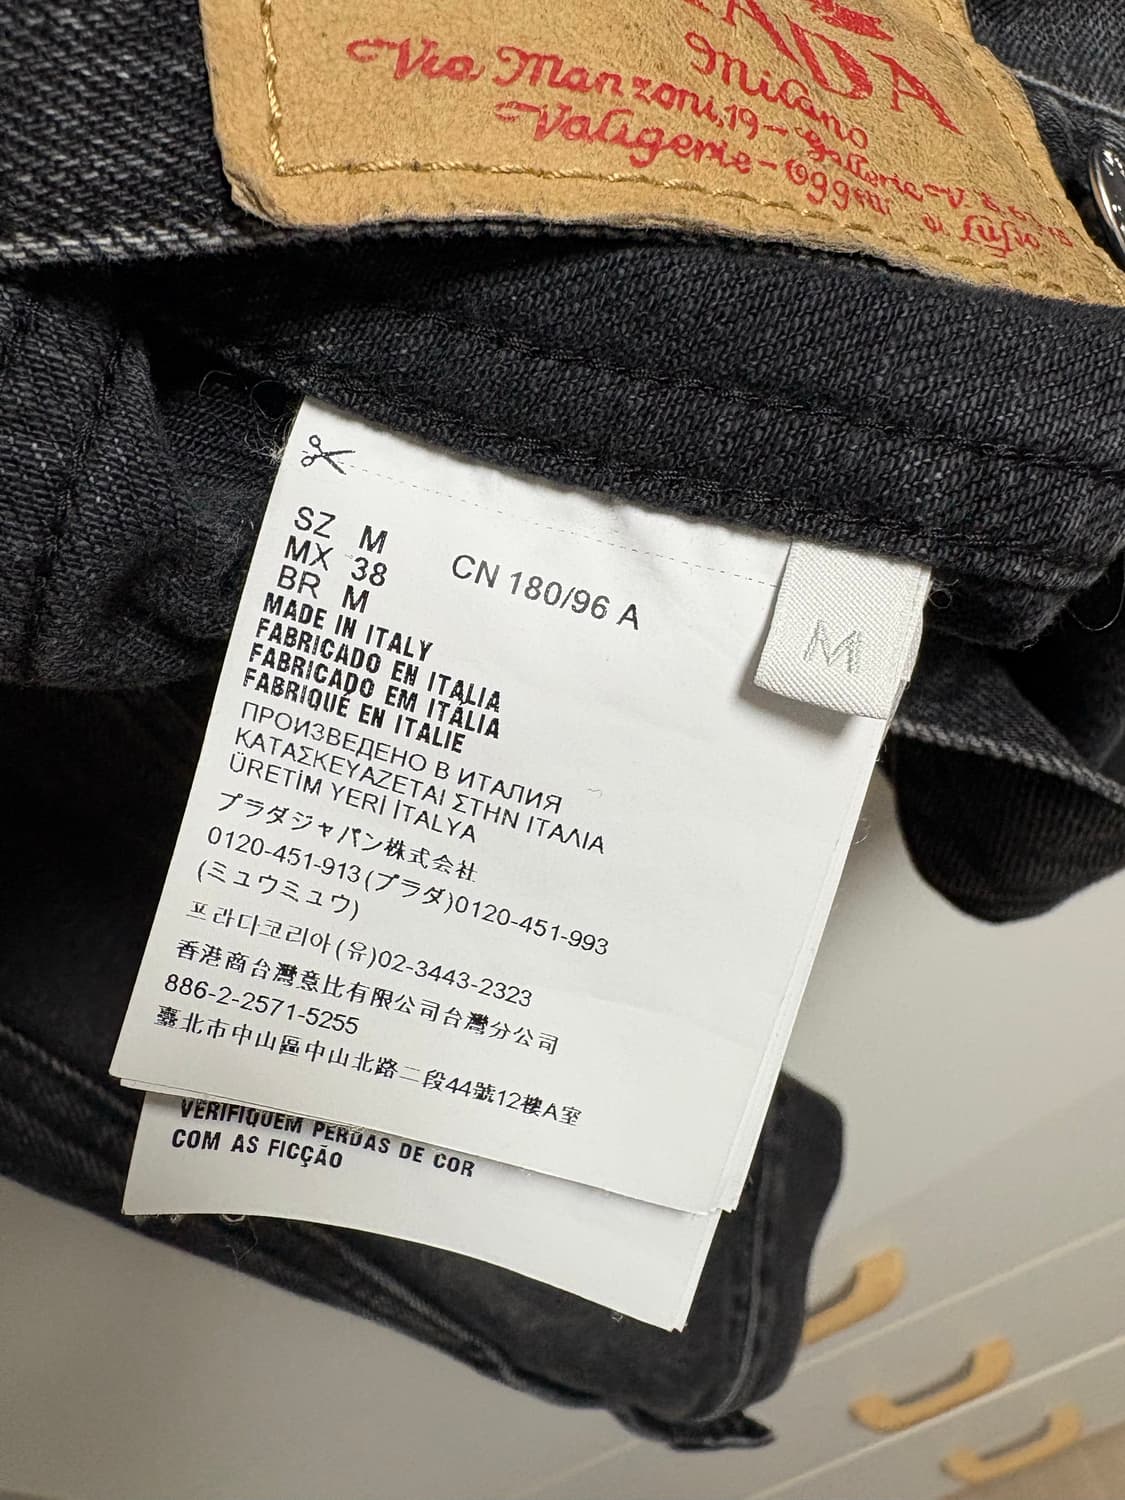 Milano
Via Manzoni,19-Gallerie-V.E.
Valigerie-Oggetti di Lusso
SZ M
MX 38
BR M
CN 180/96 A
M
MADE IN ITALY
FABRICADO EN ITALIA
FABRICADO EM ITÁLIA
FABRIQUÉ EN ITALIE
ПРОИЗВЕДЕНО В ИТАЛИЯ
ΚΑΤΑΣΚΕΥΑΖΕΤΑΙ ΣΤΗΝ ΙΤΑΛΙΑ
ÜRETİM YERİ İTALYA
プラダジャパン株式会社
0120-451-913(プラダ)0120-451-993
(ミュウミュウ)
프라다코리아(유)02-3443-2323
香港商台灣意比有限公司台灣分公司
886-2-2571-5255
臺北市中山區中山北路二段44號12樓A室
VERIFIQUEM PERDAS DE COR
COM AS FICÇÃO